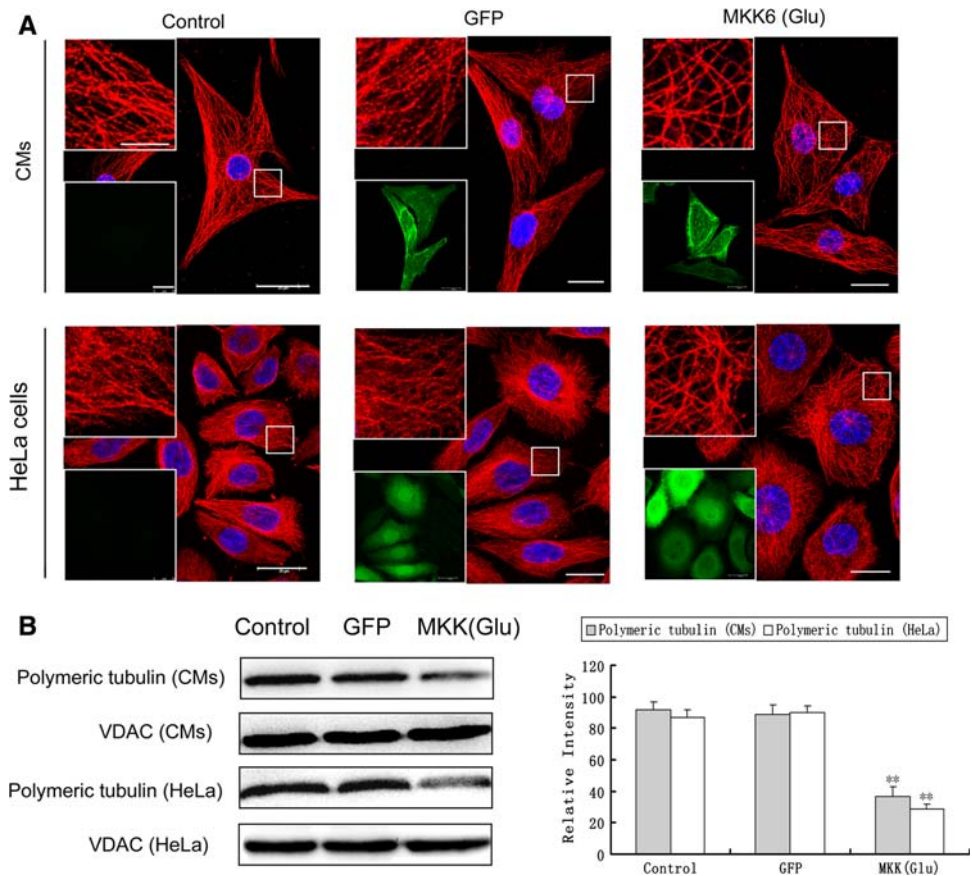 A
Control
GFP
MKK6 (Glu)
CMs
HeLa cells
B
Control GFP MKK(Glu)
Polymeric tubulin (CMs)
VDAC (CMs)
Polymeric tubulin (HeLa)
VDAC (HeLa)
Polymeric tubulin (CMs) Polymeric tubulin (HeLa)
Relative Intensity
120
100
80
60
40
20
0
**
**
Control GFP MKK(Glu)